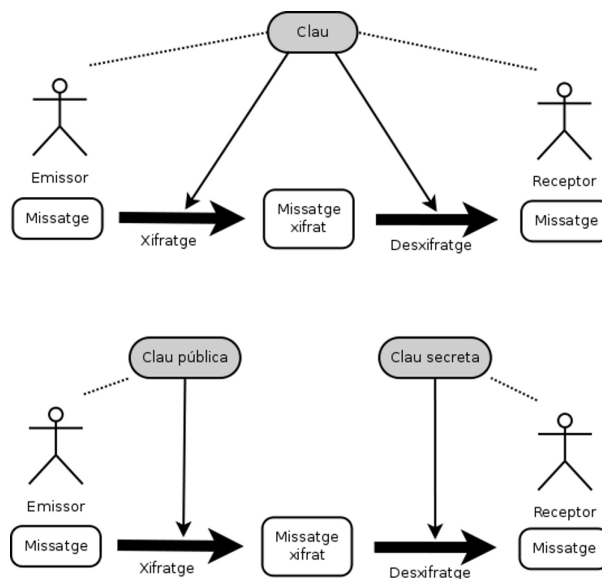 Clau
Emissor
Receptor
Missatge
Xifratge
Missatge
xifrat
Desxifratge
Missatge
Clau pública
Clau secreta
Emissor
Receptor
Missatge
Xifratge
Missatge
xifrat
Desxifratge
Missatge